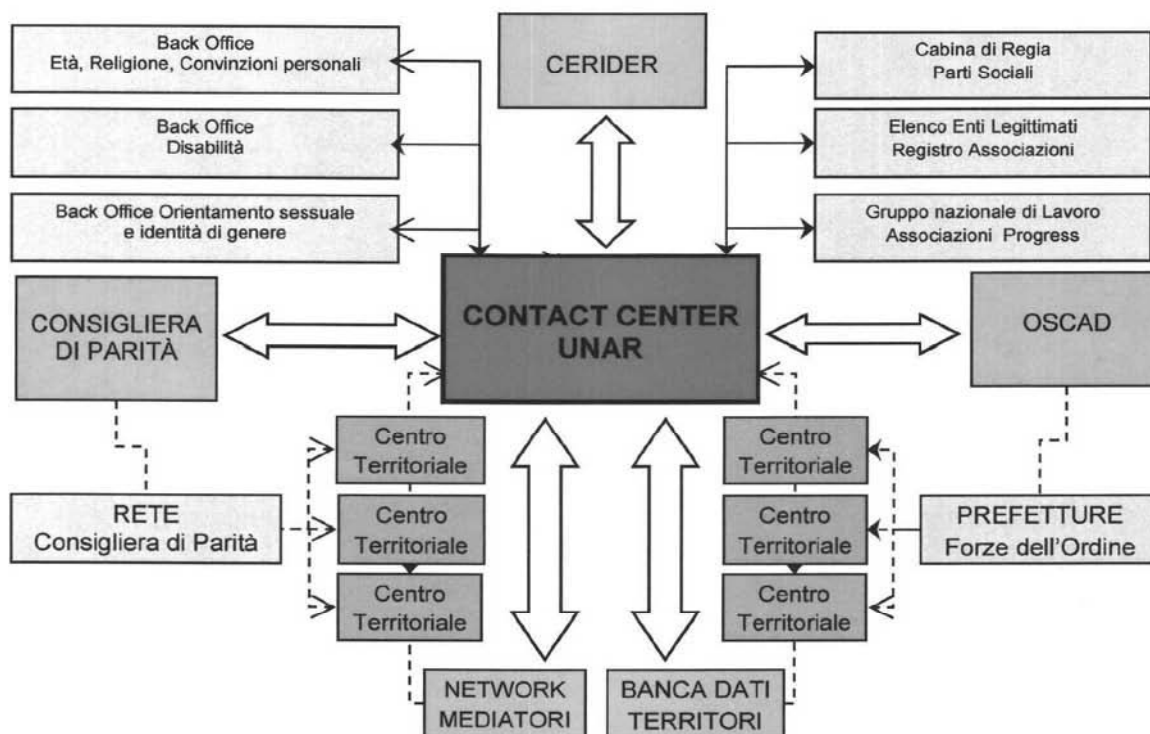 Back Office
Età, Religione, Convinzioni personali
CERIDER
Cabina di Regia
Parti Sociali
Back Office
Disabilità
Elenco Enti Legittimati
Registro Associazioni
Back Office Orientamento sessuale
e identità di genere
Gruppo nazionale di Lavoro
Associazioni Progress
CONSIGLIERA
DI PARITÀ
CONTACT CENTER
UNAR
OSCAD
Centro
Territoriale
Centro
Territoriale
RETE
Consigliera di Parità
Centro
Territoriale
Centro
Territoriale
PREFETTURE
Forze dell'Ordine
Centro
Territoriale
Centro
Territoriale
NETWORK
MEDIATORI
BANCA DATI
TERRITORI